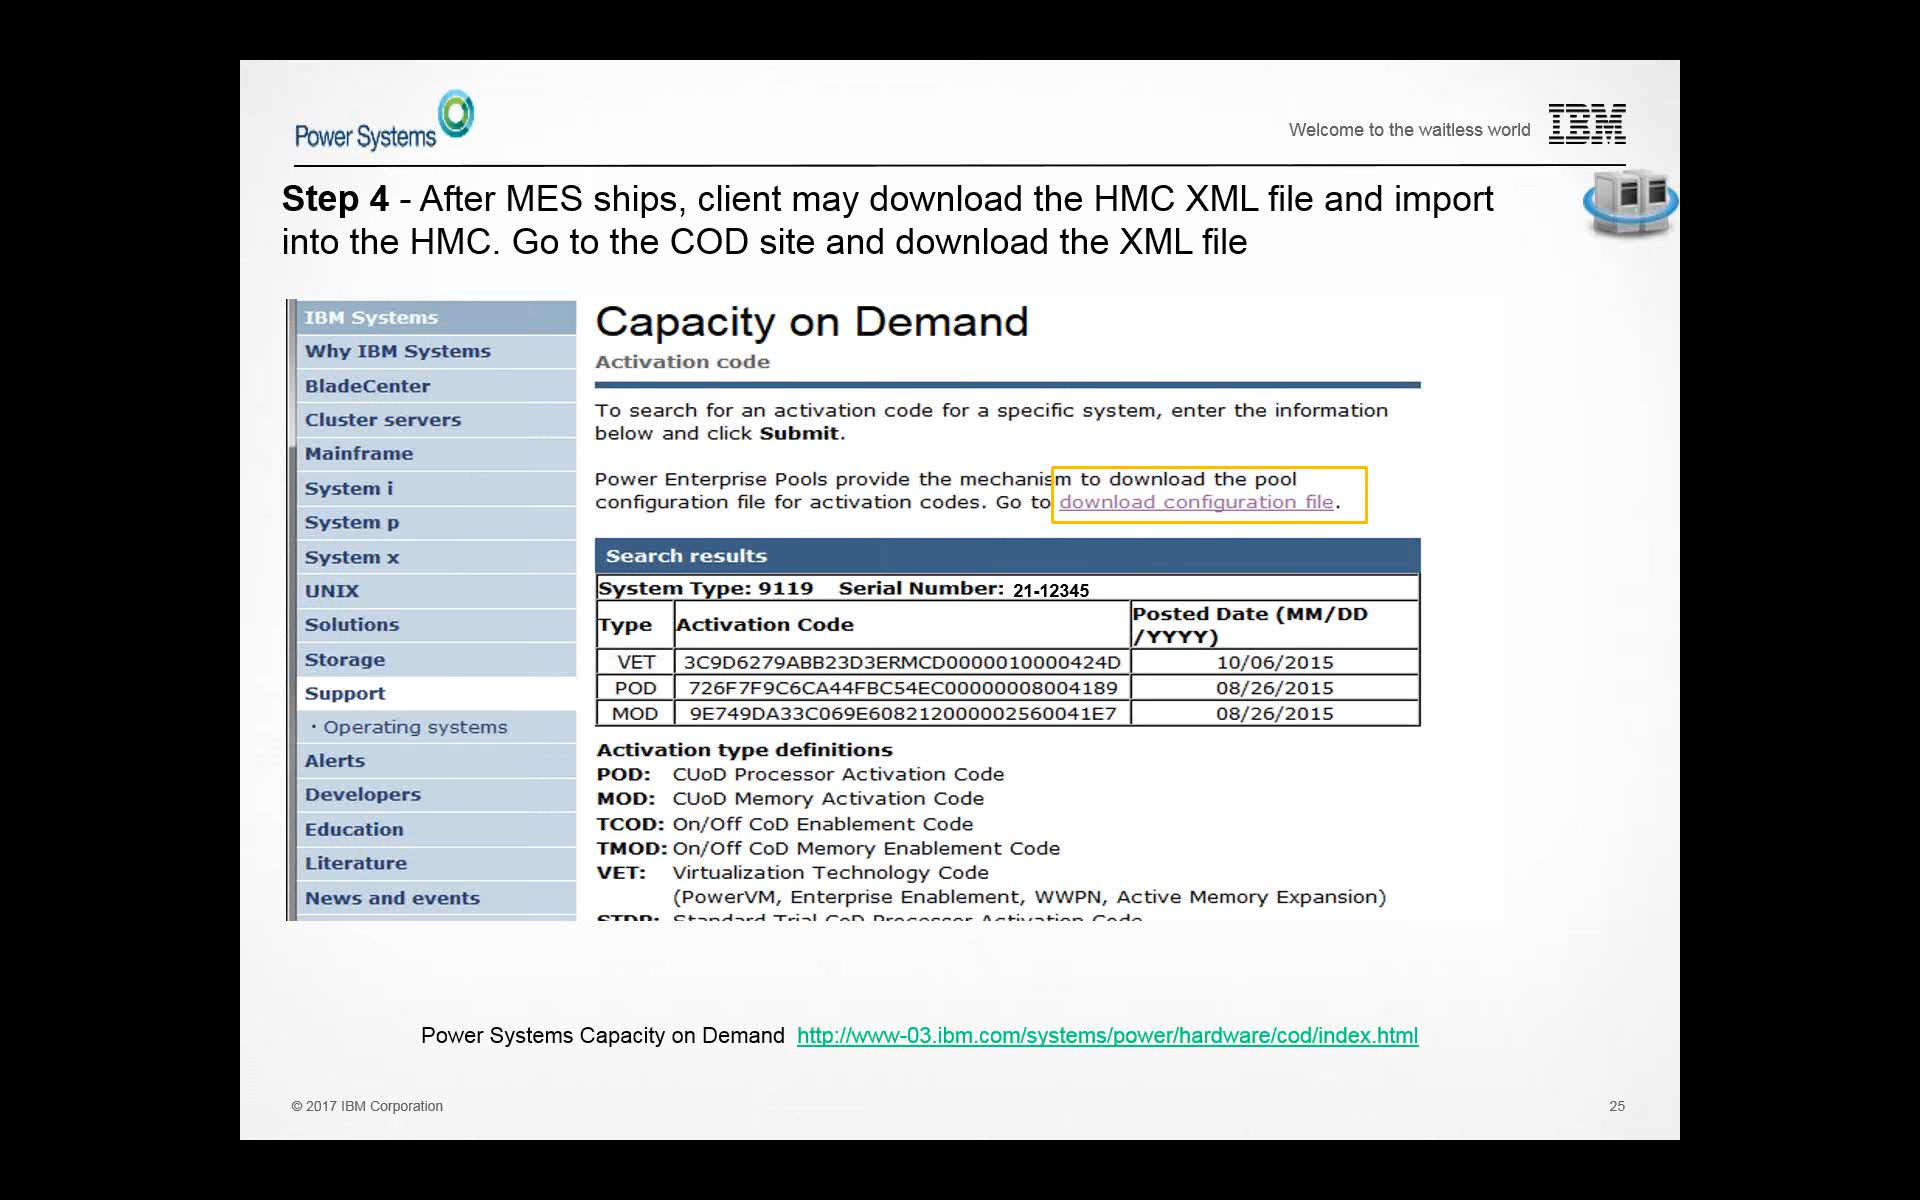 Power Systems
Welcome to the waitless world
IBM
Step 4 - After MES ships, client may download the HMC XML file and import
into the HMC. Go to the COD site and download the XML file
IBM Systems
Why IBM Systems
BladeCenter
Cluster servers
Mainframe
System i
System p
System x
UNIX
Solutions
Storage
Support
· Operating systems
Alerts
Developers
Education
Literature
News and events
Capacity on Demand
Activation code
To search for an activation code for a specific system, enter the information
below and click Submit.
Power Enterprise Pools provide the mechanism to download the pool
configuration file for activation codes. Go to download configuration file.
Search results
System Type: 9119 Serial Number: 21-12345
Type Activation Code Posted Date (MM/DD
/YYYY)
VET 3C9D6279ABB23D3ERMCD0000010000424D 10/06/2015
POD 726F7F9C6CA44FBC54EC00000008004189 08/26/2015
MOD 9E749DA33C069E608212000002560041E7 08/26/2015
Activation type definitions
POD: CUoD Processor Activation Code
MOD: CUoD Memory Activation Code
TCOD: On/Off CoD Enablement Code
TMOD: On/Off CoD Memory Enablement Code
VET: Virtualization Technology Code
(PowerVM, Enterprise Enablement, WWPN, Active Memory Expansion)
STDP: Standard Trial CoD Processor Activation Code
Power Systems Capacity on Demand http://www-03.ibm.com/systems/power/hardware/cod/index.html
© 2017 IBM Corporation
25